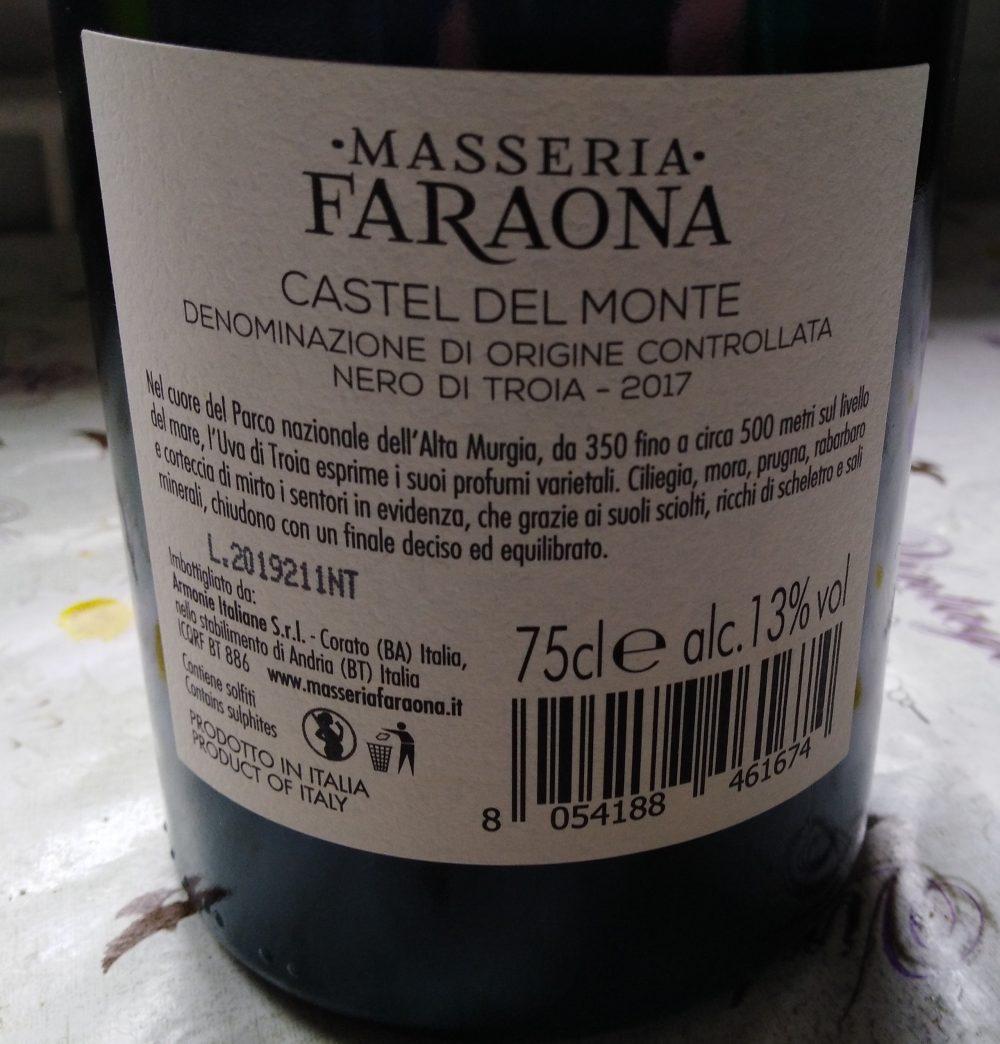 ·MASSERIA·
FARAONA
CASTEL DEL MONTE
DENOMINAZIONE DI ORIGINE CONTROLLATA
NERO DI TROIA - 2017
Nel cuore del Parco nazionale dell'Alta Murgia, da 350 fino a circa 500 metri sul livello
del mare, l'Uva di Troia esprime i suoi profumi varietali. Ciliegia, mora, prugna, rabarbaro
e corteccia di mirto i sentori in evidenza, che grazie ai suoli sciolti, ricchi di scheletro e sali
minerali, chiudono con un finale deciso ed equilibrato.
L.2019211NT
Imbottigliato da:
Armonie Italiane S.r.l. - Corato (BA) Italia,
nello stabilimento di Andria (BT) Italia
ICQRF BT 886 www.masseriafaraona.it
Contiene solfiti
Contains sulphites
PRODOTTO IN ITALIA
PRODUCT OF ITALY
75cl e alc.13% vol
8 054188 461674